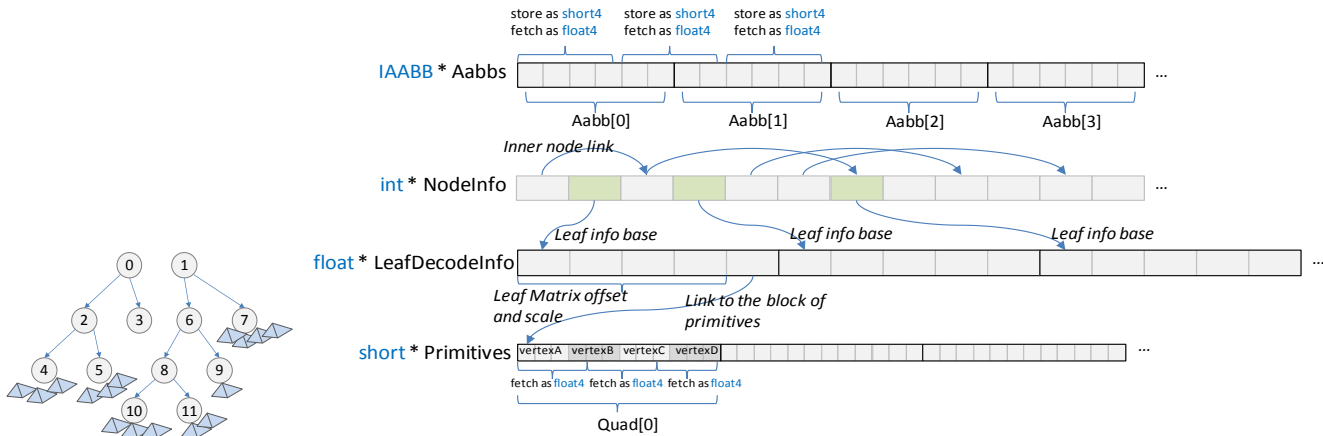 store as short4 store as short4 store as short4
fetch as float4 fetch as float4 fetch as float4
IAABB * Aabbs ...
Aabb[0] Aabb[1] Aabb[2] Aabb[3]
Inner node link
int * NodeInfo ...
Leaf info base Leaf info base Leaf info base
float * LeafDecodeInfo ...
Leaf Matrix offset
and scale
Link to the block of
primitives
short * Primitives vertexA vertexB vertexC vertexD ...
fetch as float4 fetch as float4 fetch as float4
Quad[0]
0 1
2 3 6 7
4 5 8 9
10 11